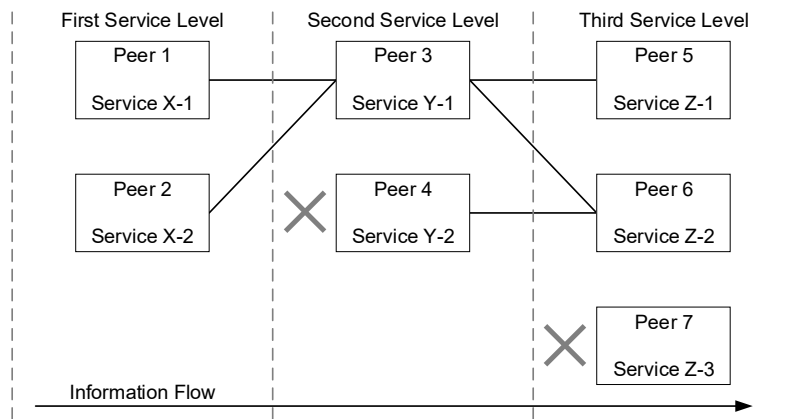 First Service Level
Second Service Level
Third Service Level
Peer 1
Service X-1
Peer 3
Service Y-1
Peer 5
Service Z-1
Peer 2
Service X-2
Peer 4
Service Y-2
Peer 6
Service Z-2
Peer 7
Service Z-3
Information Flow